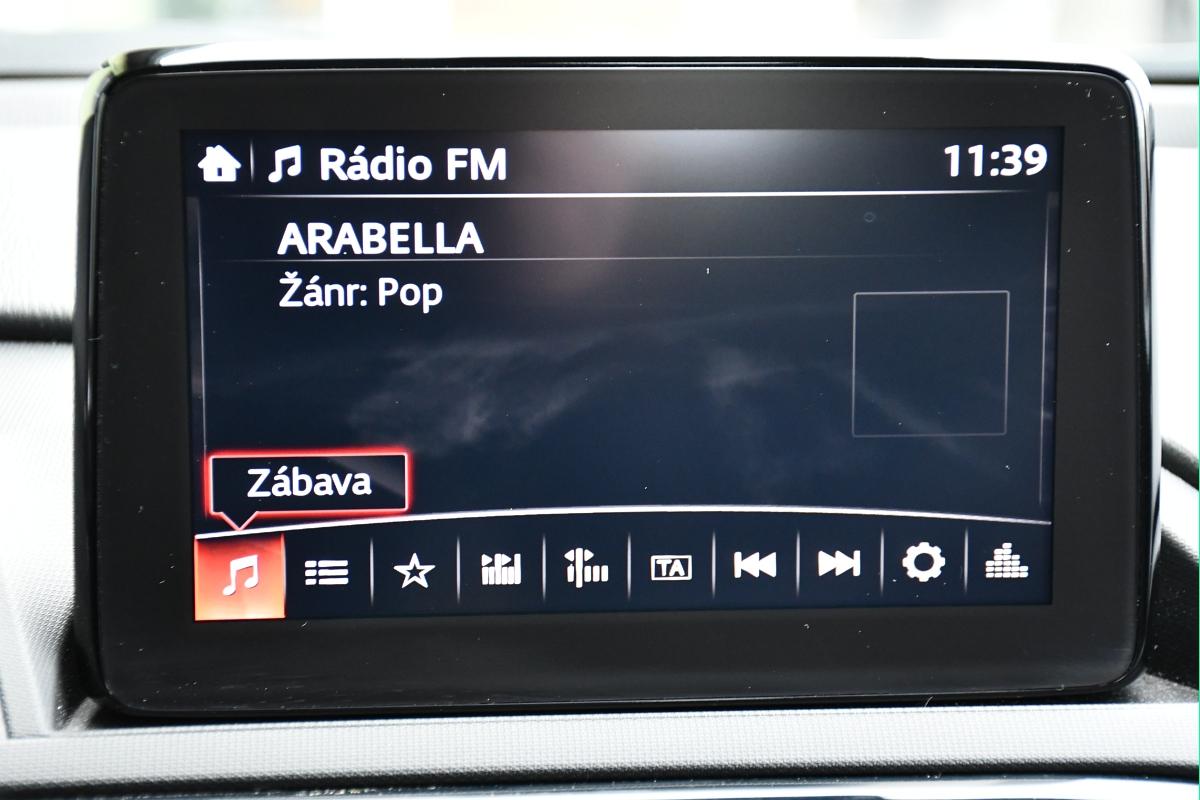 Rádio FM
11:39
ARABELLA
Žánr: Pop
Zábava
TA